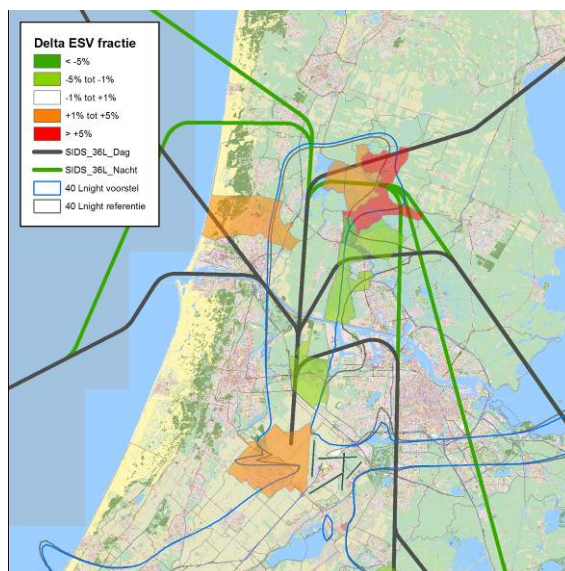 Delta ESV fractie
< -5%
-5% tot -1%
-1% tot +1%
+1% tot +5%
> +5%
SIDS_36L_Dag
SIDS_36L_Nacht
40 Lnight voorstel
40 Lnight referentie